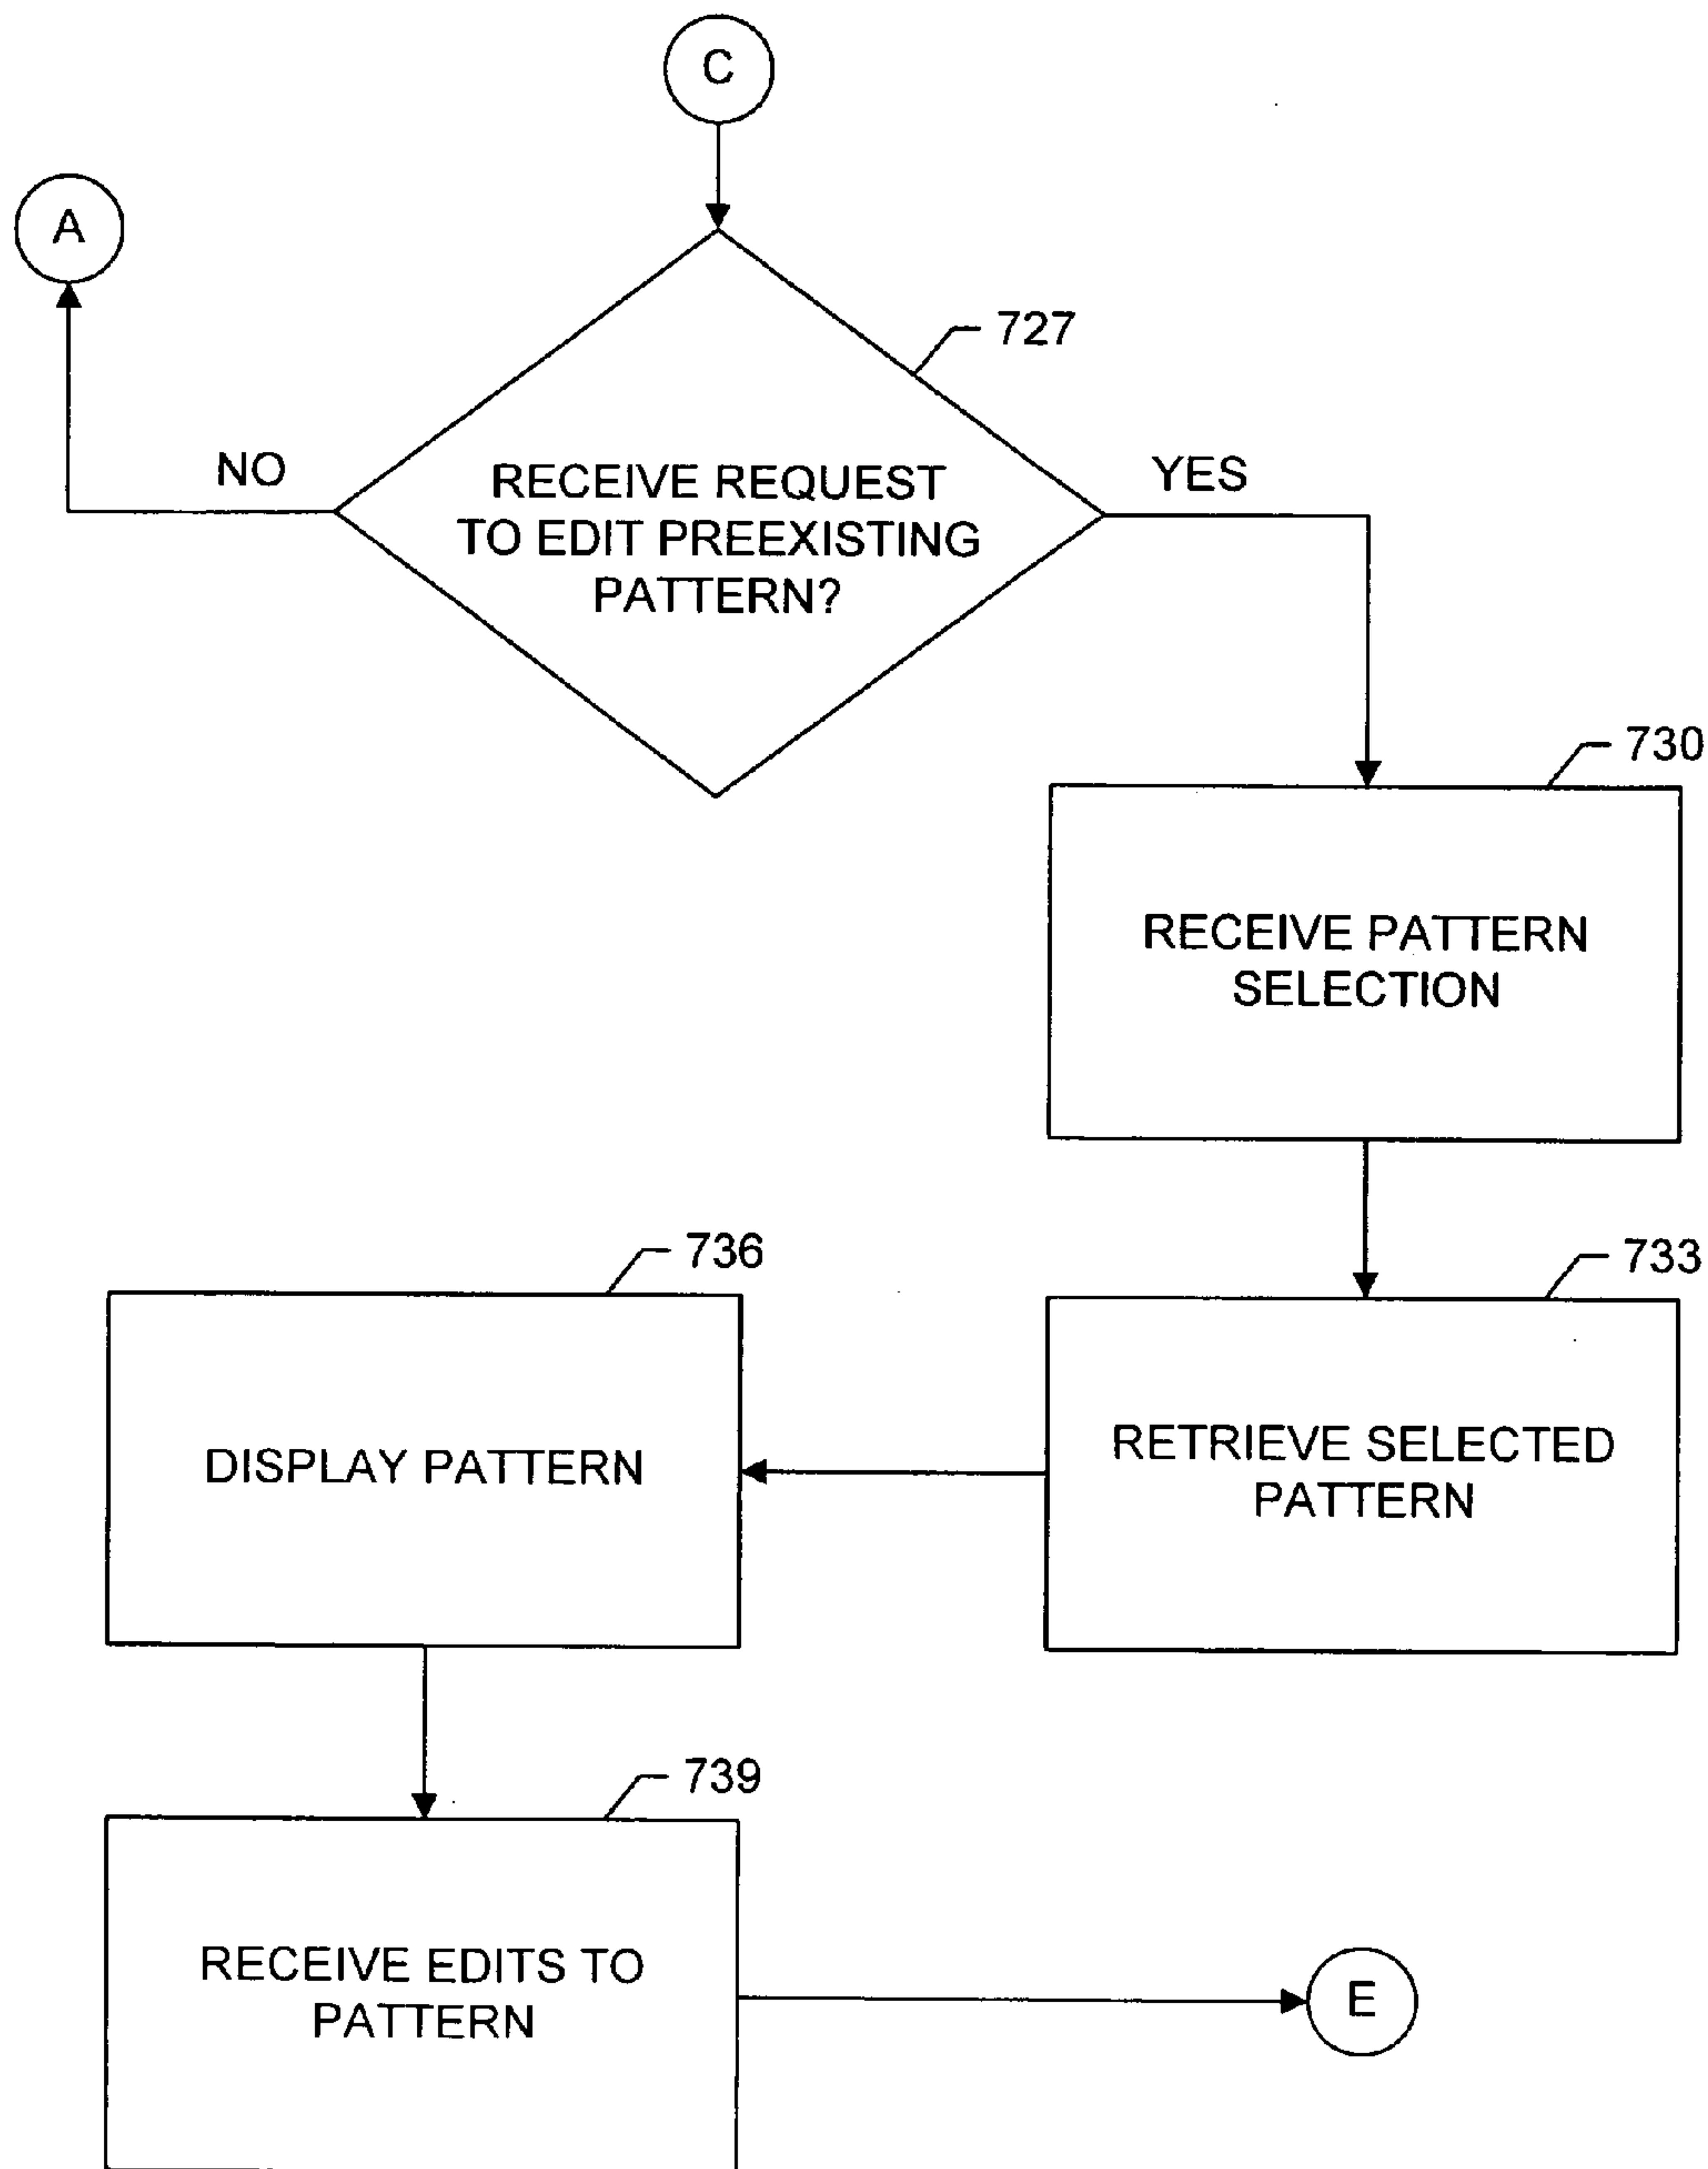 C
A
727
NO
YES
RECEIVE REQUEST
TO EDIT PREEXISTING
PATTERN?
730
RECEIVE PATTERN
SELECTION
736
733
DISPLAY PATTERN
RETRIEVE SELECTED
PATTERN
739
RECEIVE EDITS TO
PATTERN
E